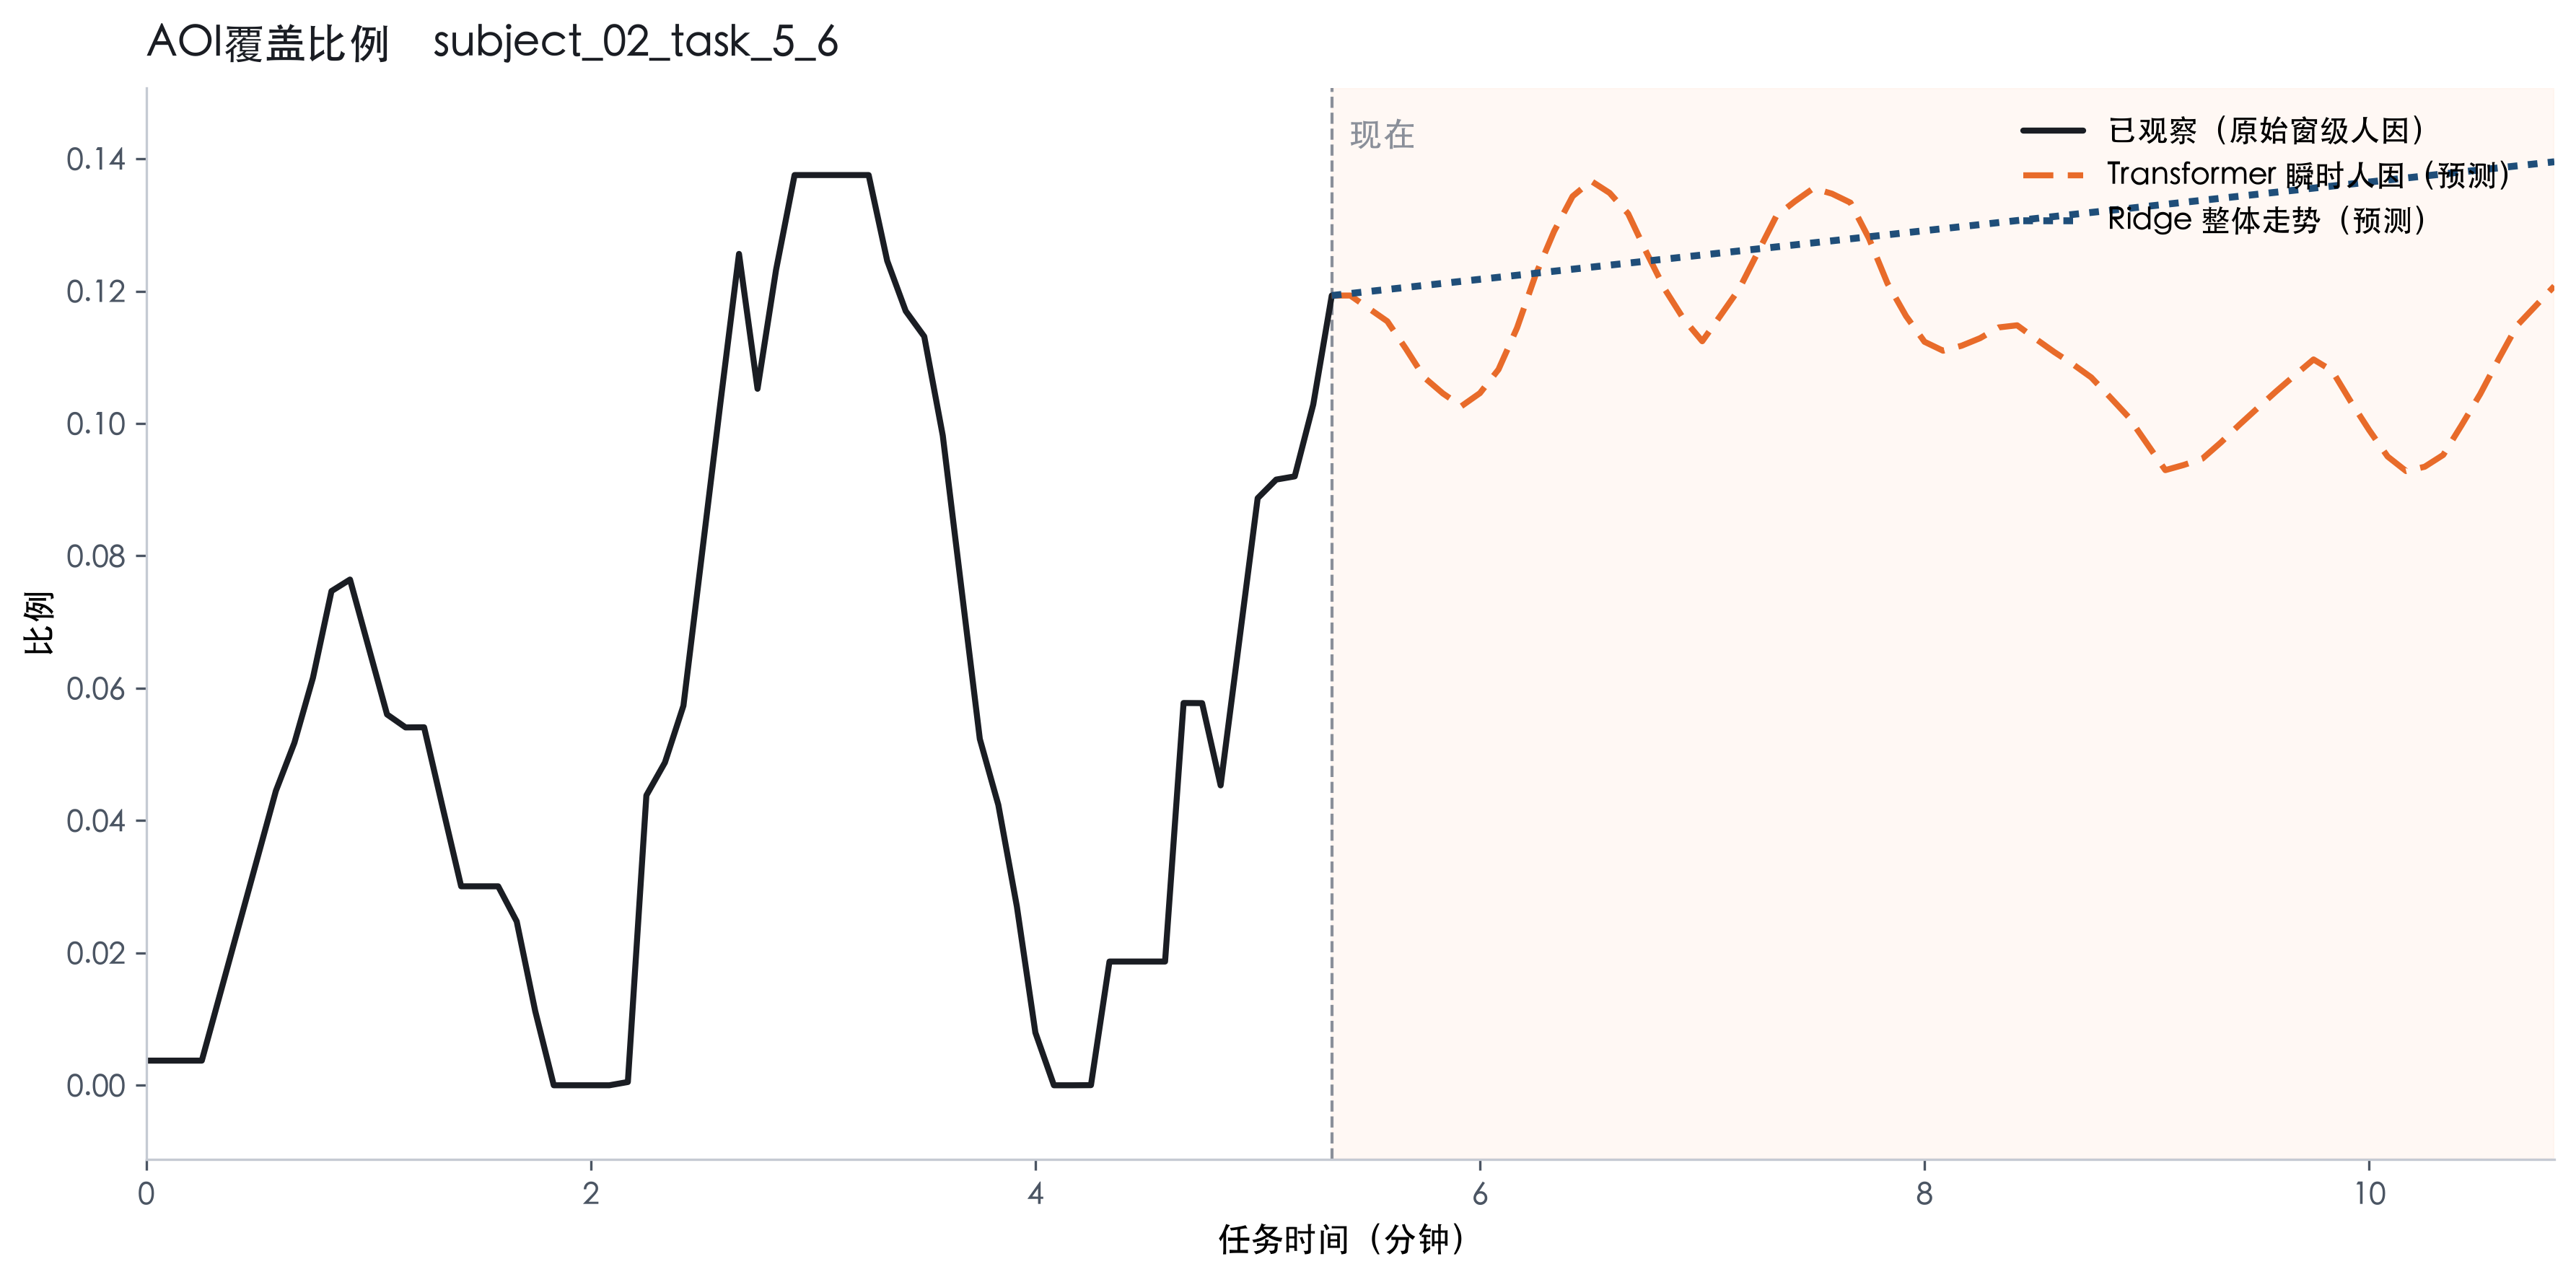 AOI覆盖比例 subject_02_task_5_6
现在
已观察（原始窗级人因）
Transformer 瞬时人因（预测）
Ridge 整体走势（预测）
比例
0.14
0.12
0.10
0.08
0.06
0.04
0.02
0.00
0 2 4 6 8 10
任务时间（分钟）